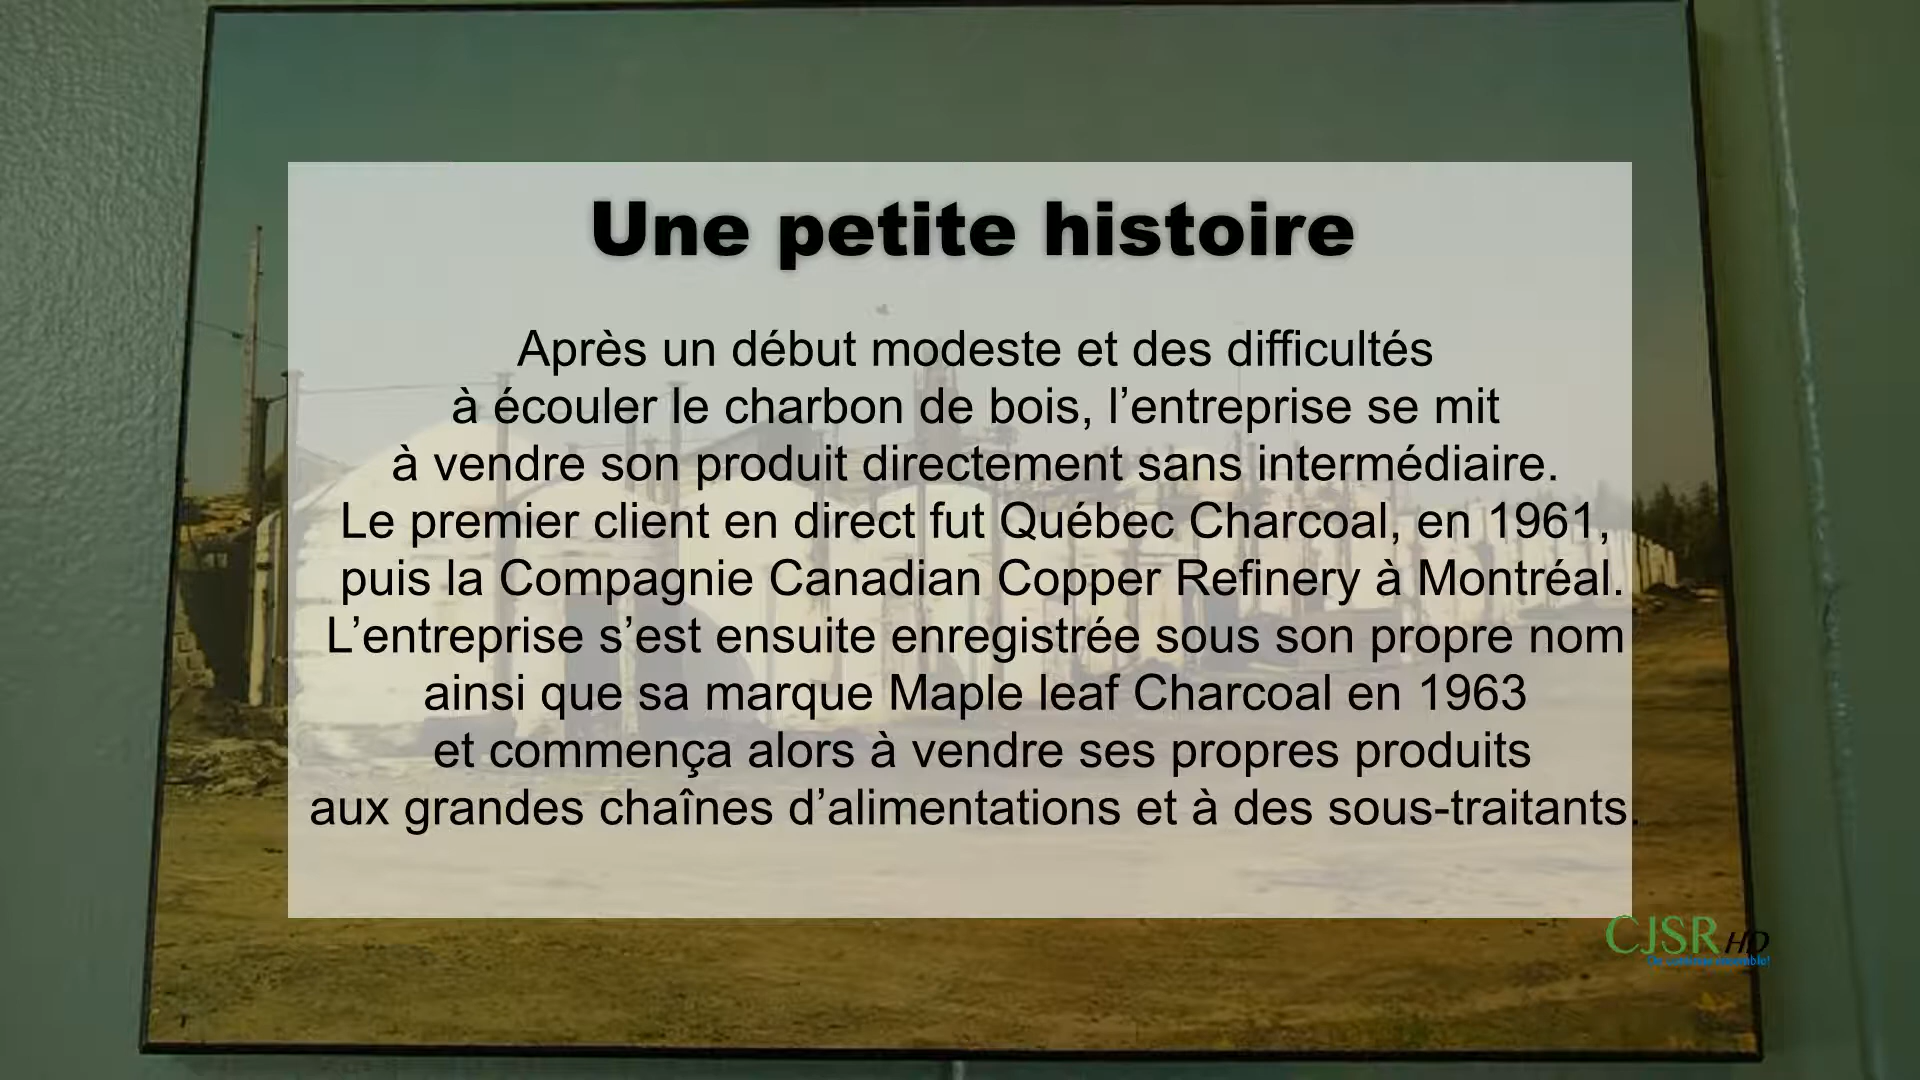 Une petite histoire
Après un début modeste et des difficultés
à écouler le charbon de bois, l’entreprise se mit
à vendre son produit directement sans intermédiaire.
Le premier client en direct fut Québec Charcoal, en 1961,
puis la Compagnie Canadian Copper Refinery à Montréal.
L’entreprise s’est ensuite enregistrée sous son propre nom
ainsi que sa marque Maple leaf Charcoal en 1963
et commença alors à vendre ses propres produits
aux grandes chaînes d’alimentations et à des sous-traitants.
CJSR HD